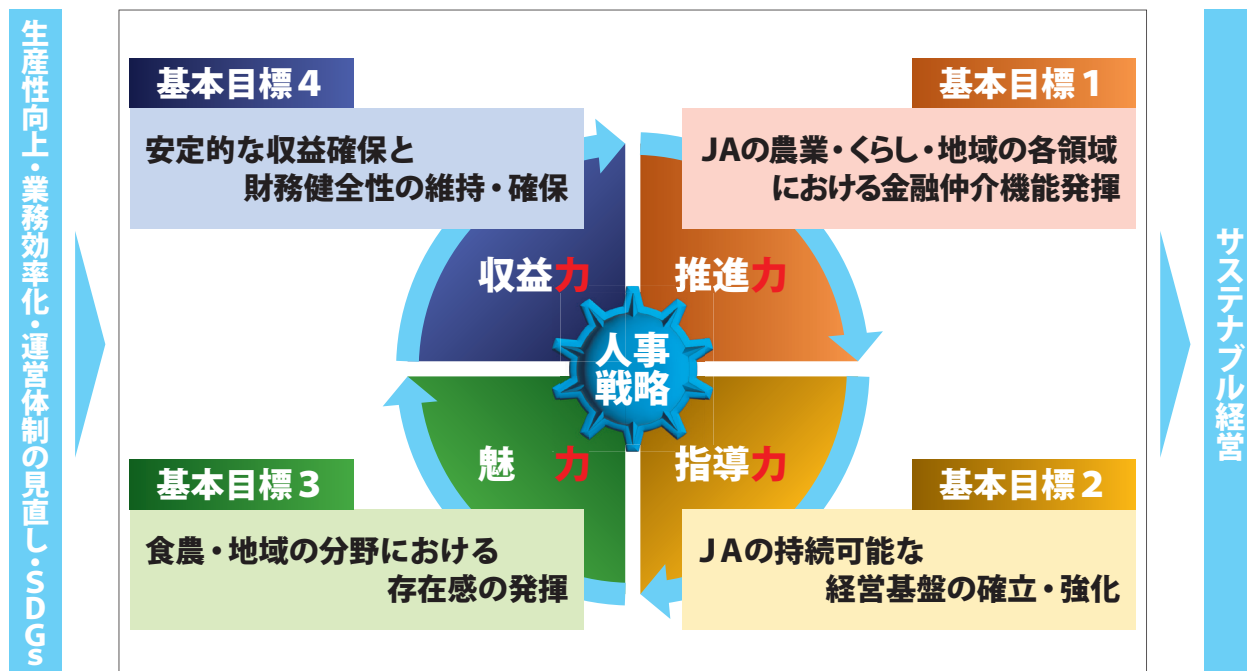 生産性向上・業務効率化・運営体制の見直し・SDGs
基本目標4
安定的な収益確保と
財務健全性の維持・確保
基本目標1
JAの農業・くらし・地域の各領域
における金融仲介機能発揮
収益力
推進力
人事
戦略
魅　力
指導力
基本目標3
食農・地域の分野における
存在感の発揮
基本目標2
JAの持続可能な
経営基盤の確立・強化
サステナブル経営